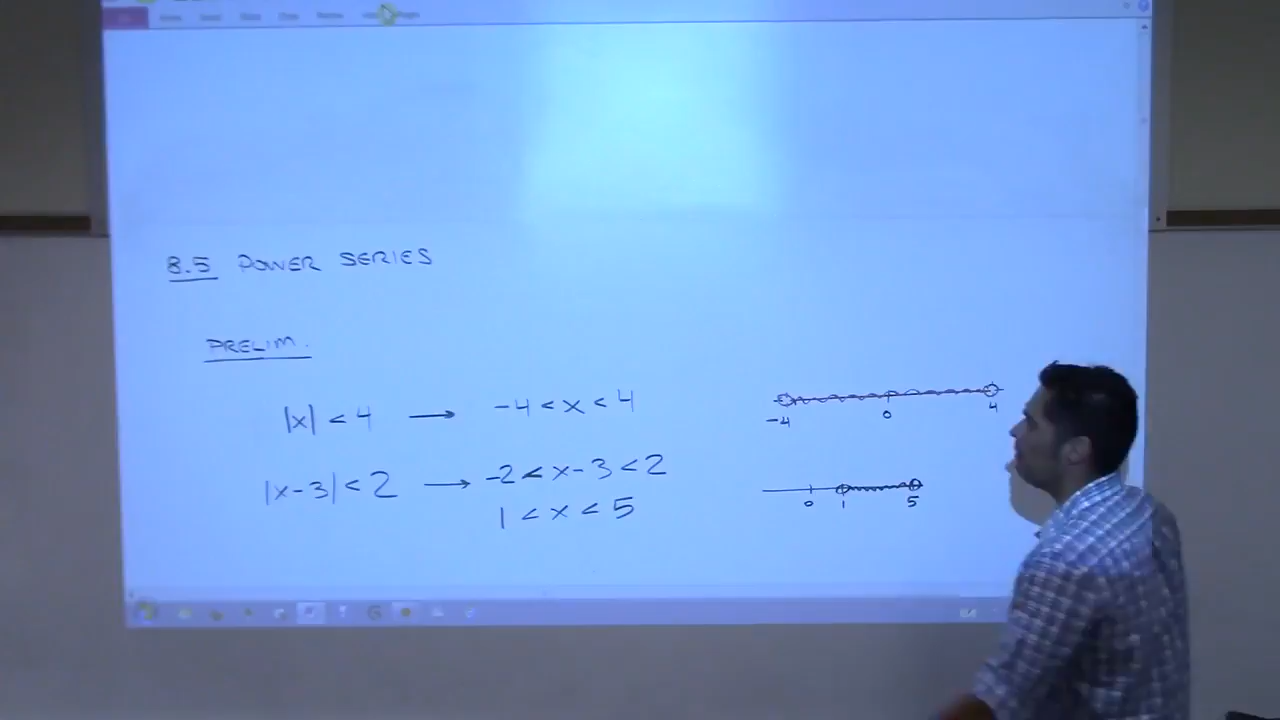 8.5 POWER SERIES
PRELIM.
|x| < 4 → -4 < x < 4
-4 0 4
|x-3| < 2 → -2 < x-3 < 2
1 < x < 5
0 1 5